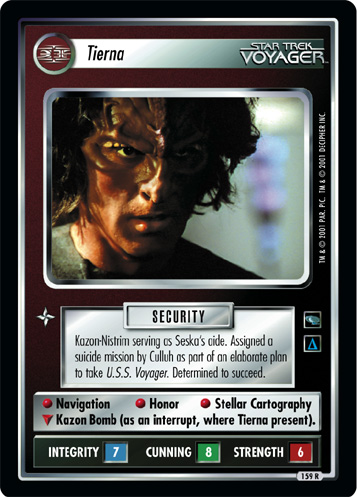 Tierna
STAR TREK
VOYAGER™
TM & © 2001 PAR. PIC. TM & © 2001 DECIPHER INC.
SECURITY
Kazon-Nistrim serving as Seska's aide. Assigned a
suicide mission by Culluh as part of an elaborate plan
to take U.S.S. Voyager. Determined to succeed.
Navigation Honor Stellar Cartography
Kazon Bomb (as an interrupt, where Tierna present).
INTEGRITY 7 CUNNING 8 STRENGTH 6
159 R